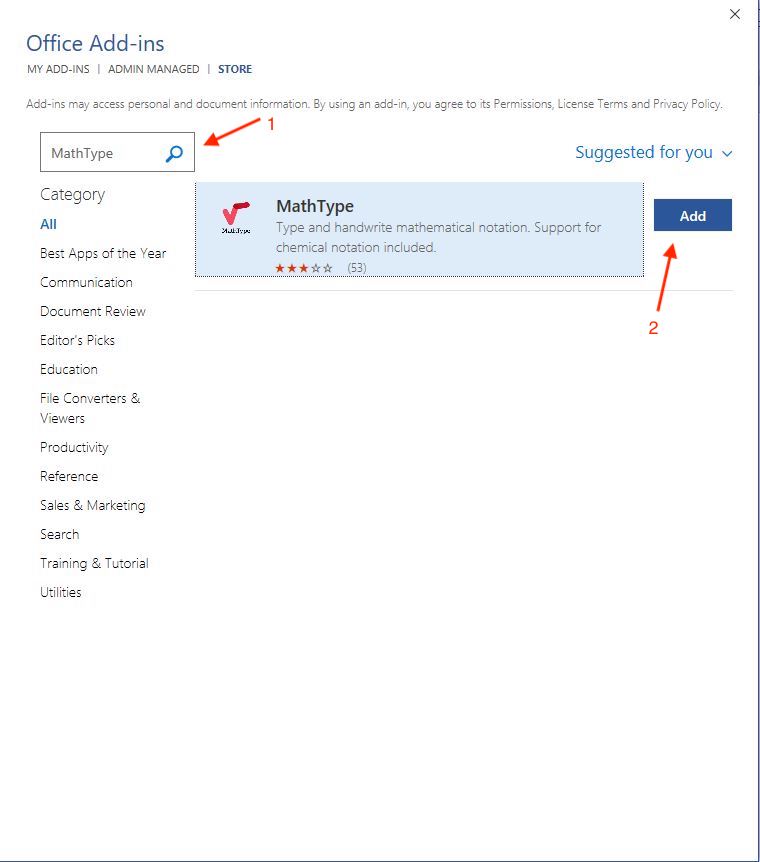 Office Add-ins
MY ADD-INS | ADMIN MANAGED | STORE
Add-ins may access personal and document information. By using an add-in, you agree to its Permissions, License Terms and Privacy Policy.
1
MathType
Suggested for you
Category
All
Best Apps of the Year
Communication
Document Review
Editor's Picks
Education
File Converters &
Viewers
Productivity
Reference
Sales & Marketing
Search
Training & Tutorial
Utilities
MathType
MathType
Type and handwrite mathematical notation. Support for
chemical notation included.
(53)
Add
2